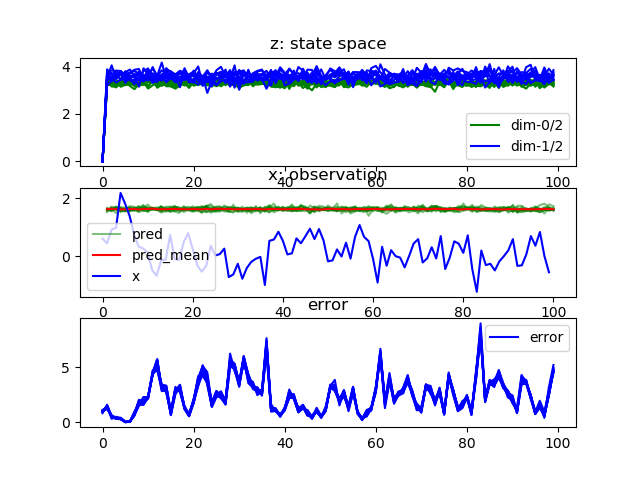 z: state space
4
2
0
dim-0/2
dim-1/2
0 20 40 60 80 100
x: observation
2
0
pred
pred_mean
x
0 20 40 60 80 100
error
5
0
error
0 20 40 60 80 100